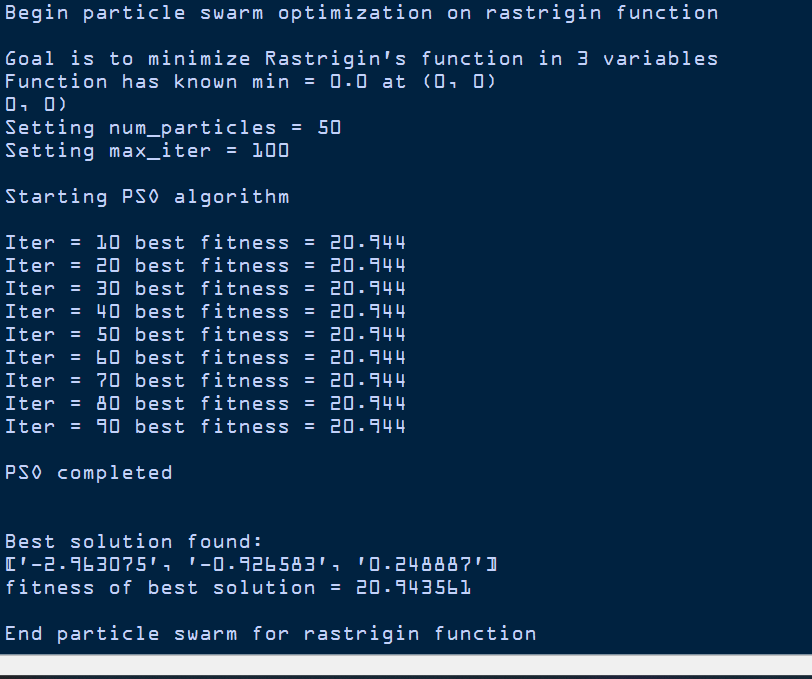 Begin particle swarm optimization on rastrigin function
Goal is to minimize Rastrigin's function in 3 variables
Function has known min = 0.0 at (0, 0)
0, 0)
Setting num_particles = 50
Setting max_iter = 100
Starting PSO algorithm
Iter = 10 best fitness = 20.944
Iter = 20 best fitness = 20.944
Iter = 30 best fitness = 20.944
Iter = 40 best fitness = 20.944
Iter = 50 best fitness = 20.944
Iter = 60 best fitness = 20.944
Iter = 70 best fitness = 20.944
Iter = 80 best fitness = 20.944
Iter = 90 best fitness = 20.944
PSO completed
Best solution found:
['-2.963075', '-0.926583', '0.248887']
fitness of best solution = 20.943561
End particle swarm for rastrigin function